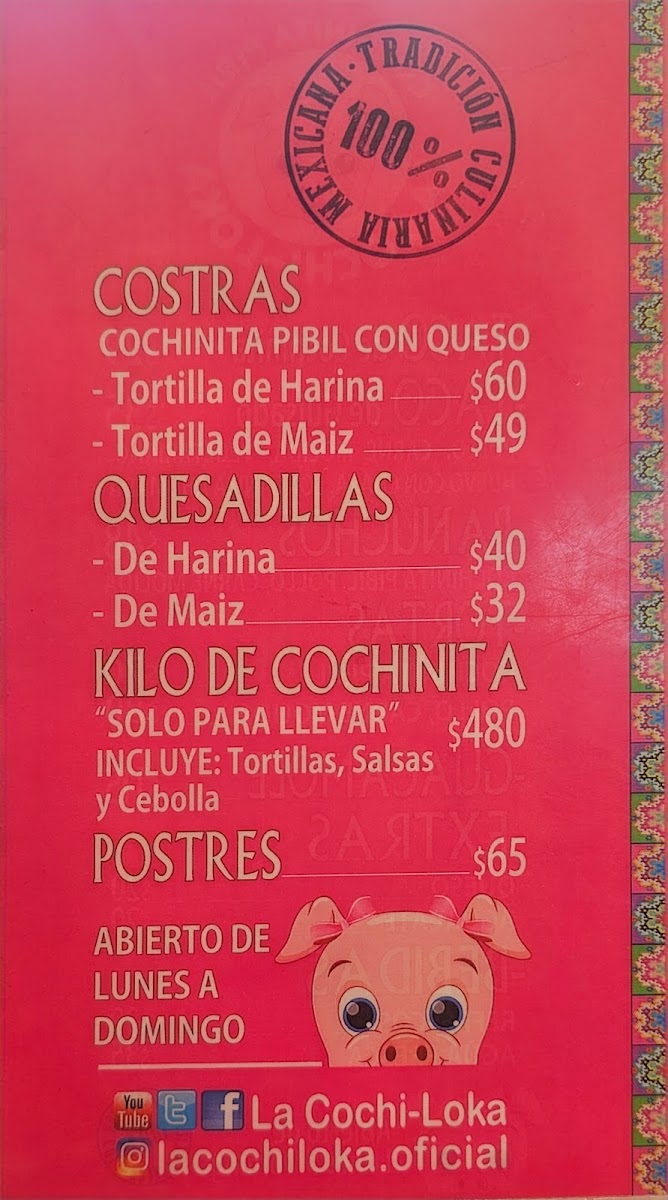 MEXICANA · TRADICIÓN CULINARIA
100%
COSTRAS
COCHINITA PIBIL CON QUESO
- Tortilla de Harina $60
- Tortilla de Maiz $49
QUESADILLAS
- De Harina $40
- De Maiz $32
KILO DE COCHINITA
"SOLO PARA LLEVAR" $480
INCLUYE: Tortillas, Salsas
y Cebolla
POSTRES $65
ABIERTO DE
LUNES A
DOMINGO
You Tube t f La Cochi-Loka
lacochiloka.oficial